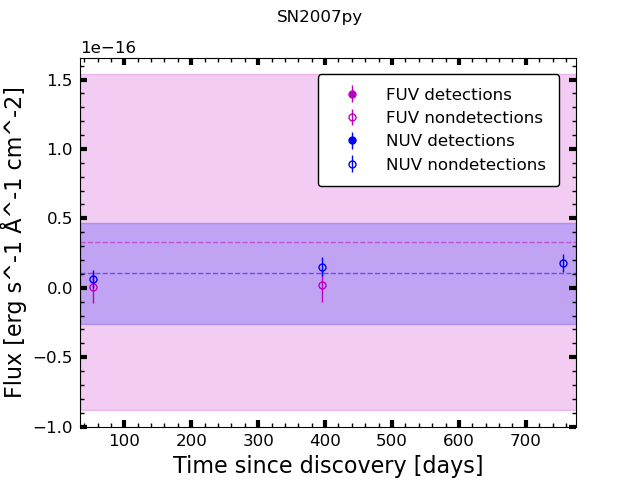 SN2007py
1e−16
1.5
1.0
0.5
0.0
−0.5
−1.0
Flux [erg s^-1 Å^-1 cm^-2]
FUV detections
FUV nondetections
NUV detections
NUV nondetections
100 200 300 400 500 600 700
Time since discovery [days]